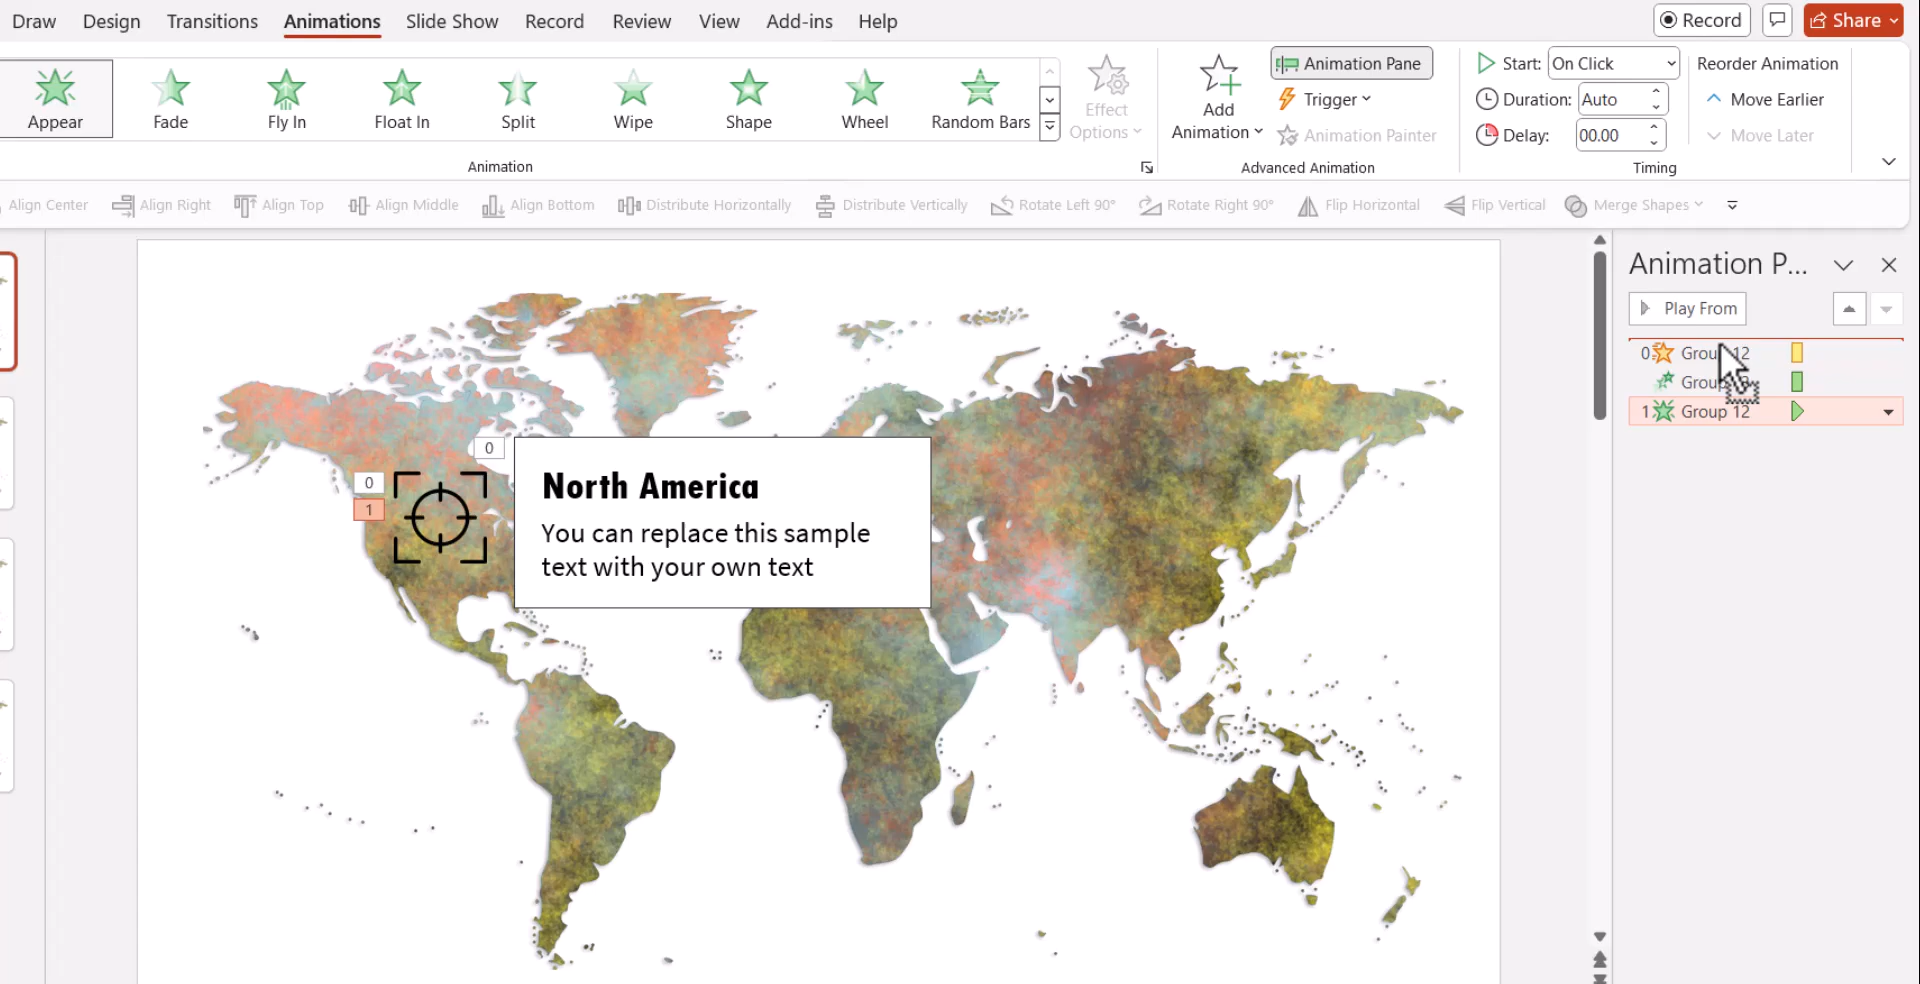 Draw Design Transitions Animations Slide Show Record Review View Add-ins Help Record Share
Appear Fade Fly In Float In Split Wipe Shape Wheel Random Bars
Effect Options
Animation
Add Animation
Animation Pane
Trigger
Animation Painter
Advanced Animation
Start: On Click
Duration: Auto
Delay: 00.00
Timing
Reorder Animation
Move Earlier
Move Later
Align Center Align Right Align Top Align Middle Align Bottom Distribute Horizontally Distribute Vertically Rotate Left 90° Rotate Right 90° Flip Horizontal Flip Vertical Merge Shapes
0
0
1
North America
You can replace this sample
text with your own text
Animation P...
Play From
0 12
1 Group 12